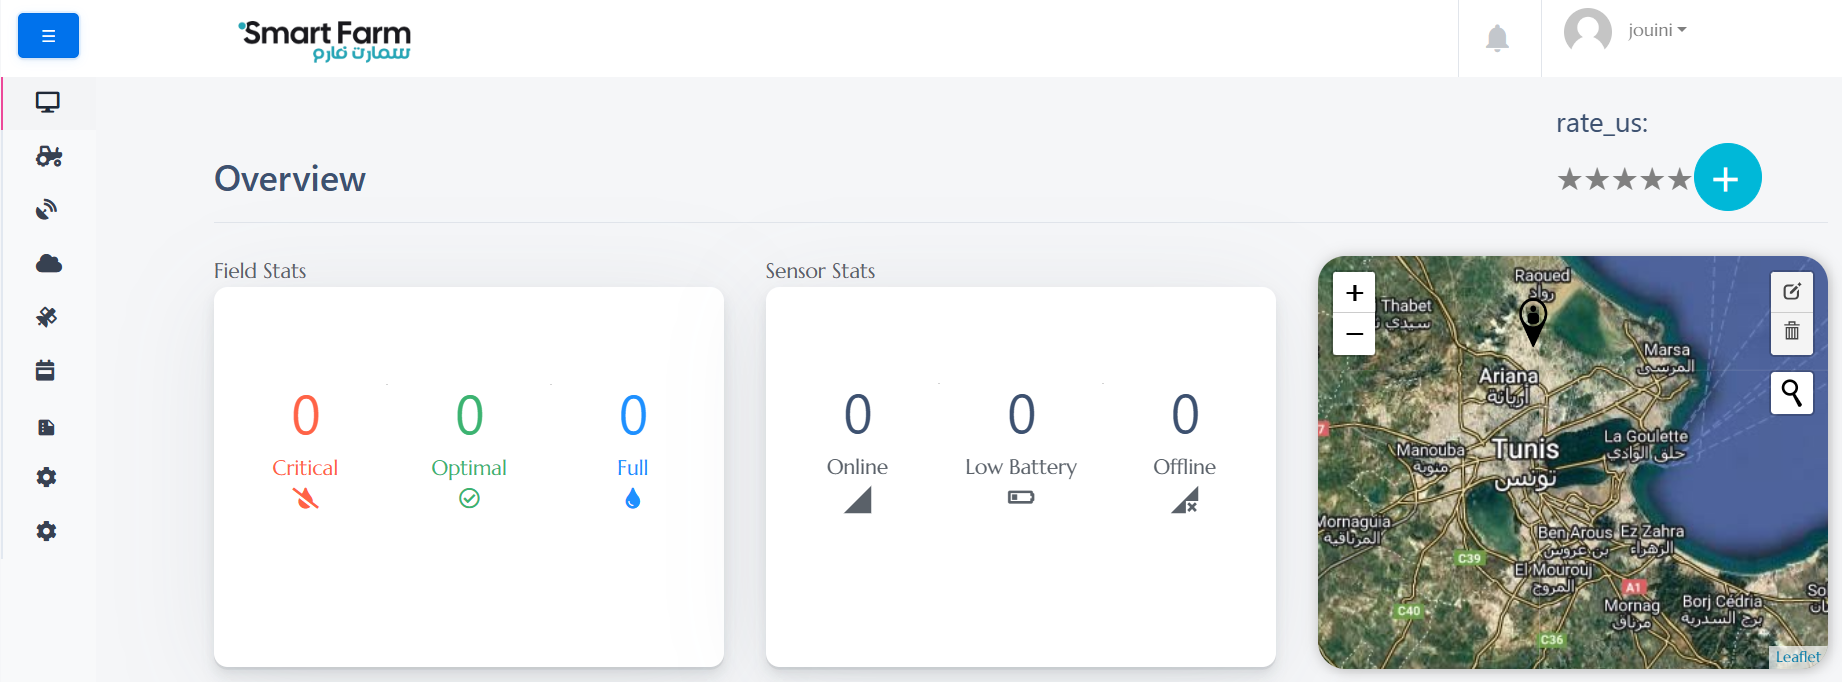 Smart Farm
سمارت فارم
jouini
rate_us:
Overview
Field Stats
Sensor Stats
0
0
0
Critical
Optimal
Full
0
0
0
Online
Low Battery
Offline
+
−
Raoued
رواد
Thabet
سيدي ث
Marsa
المرسى
Ariana
أريانة
7
La Goulette
حلق الوادي
Manouba
منوبة
Tunis
تونس
Mornaguia
المرناقية
Ben Arous
بن عروس
Ez Zahra
الزهراء
C39
El Mourouj
المروج
A1
C40
Mornag
مرناق
Borj Cédria
برج السدرية
So
C36
Leaflet